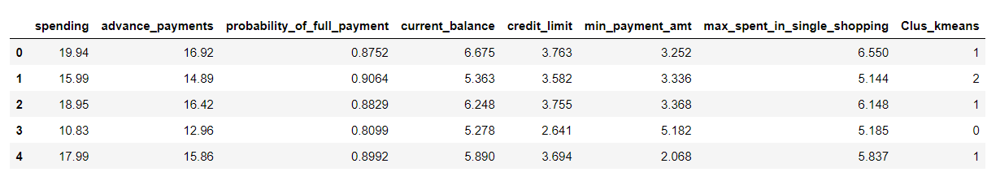 spending advance_payments probability_of_full_payment current_balance credit_limit min_payment_amt max_spent_in_single_shopping Clus_kmeans
0 19.94 16.92 0.8752 6.675 3.763 3.252 6.550 1
1 15.99 14.89 0.9064 5.363 3.582 3.336 5.144 2
2 18.95 16.42 0.8829 6.248 3.755 3.368 6.148 1
3 10.83 12.96 0.8099 5.278 2.641 5.182 5.185 0
4 17.99 15.86 0.8992 5.890 3.694 2.068 5.837 1